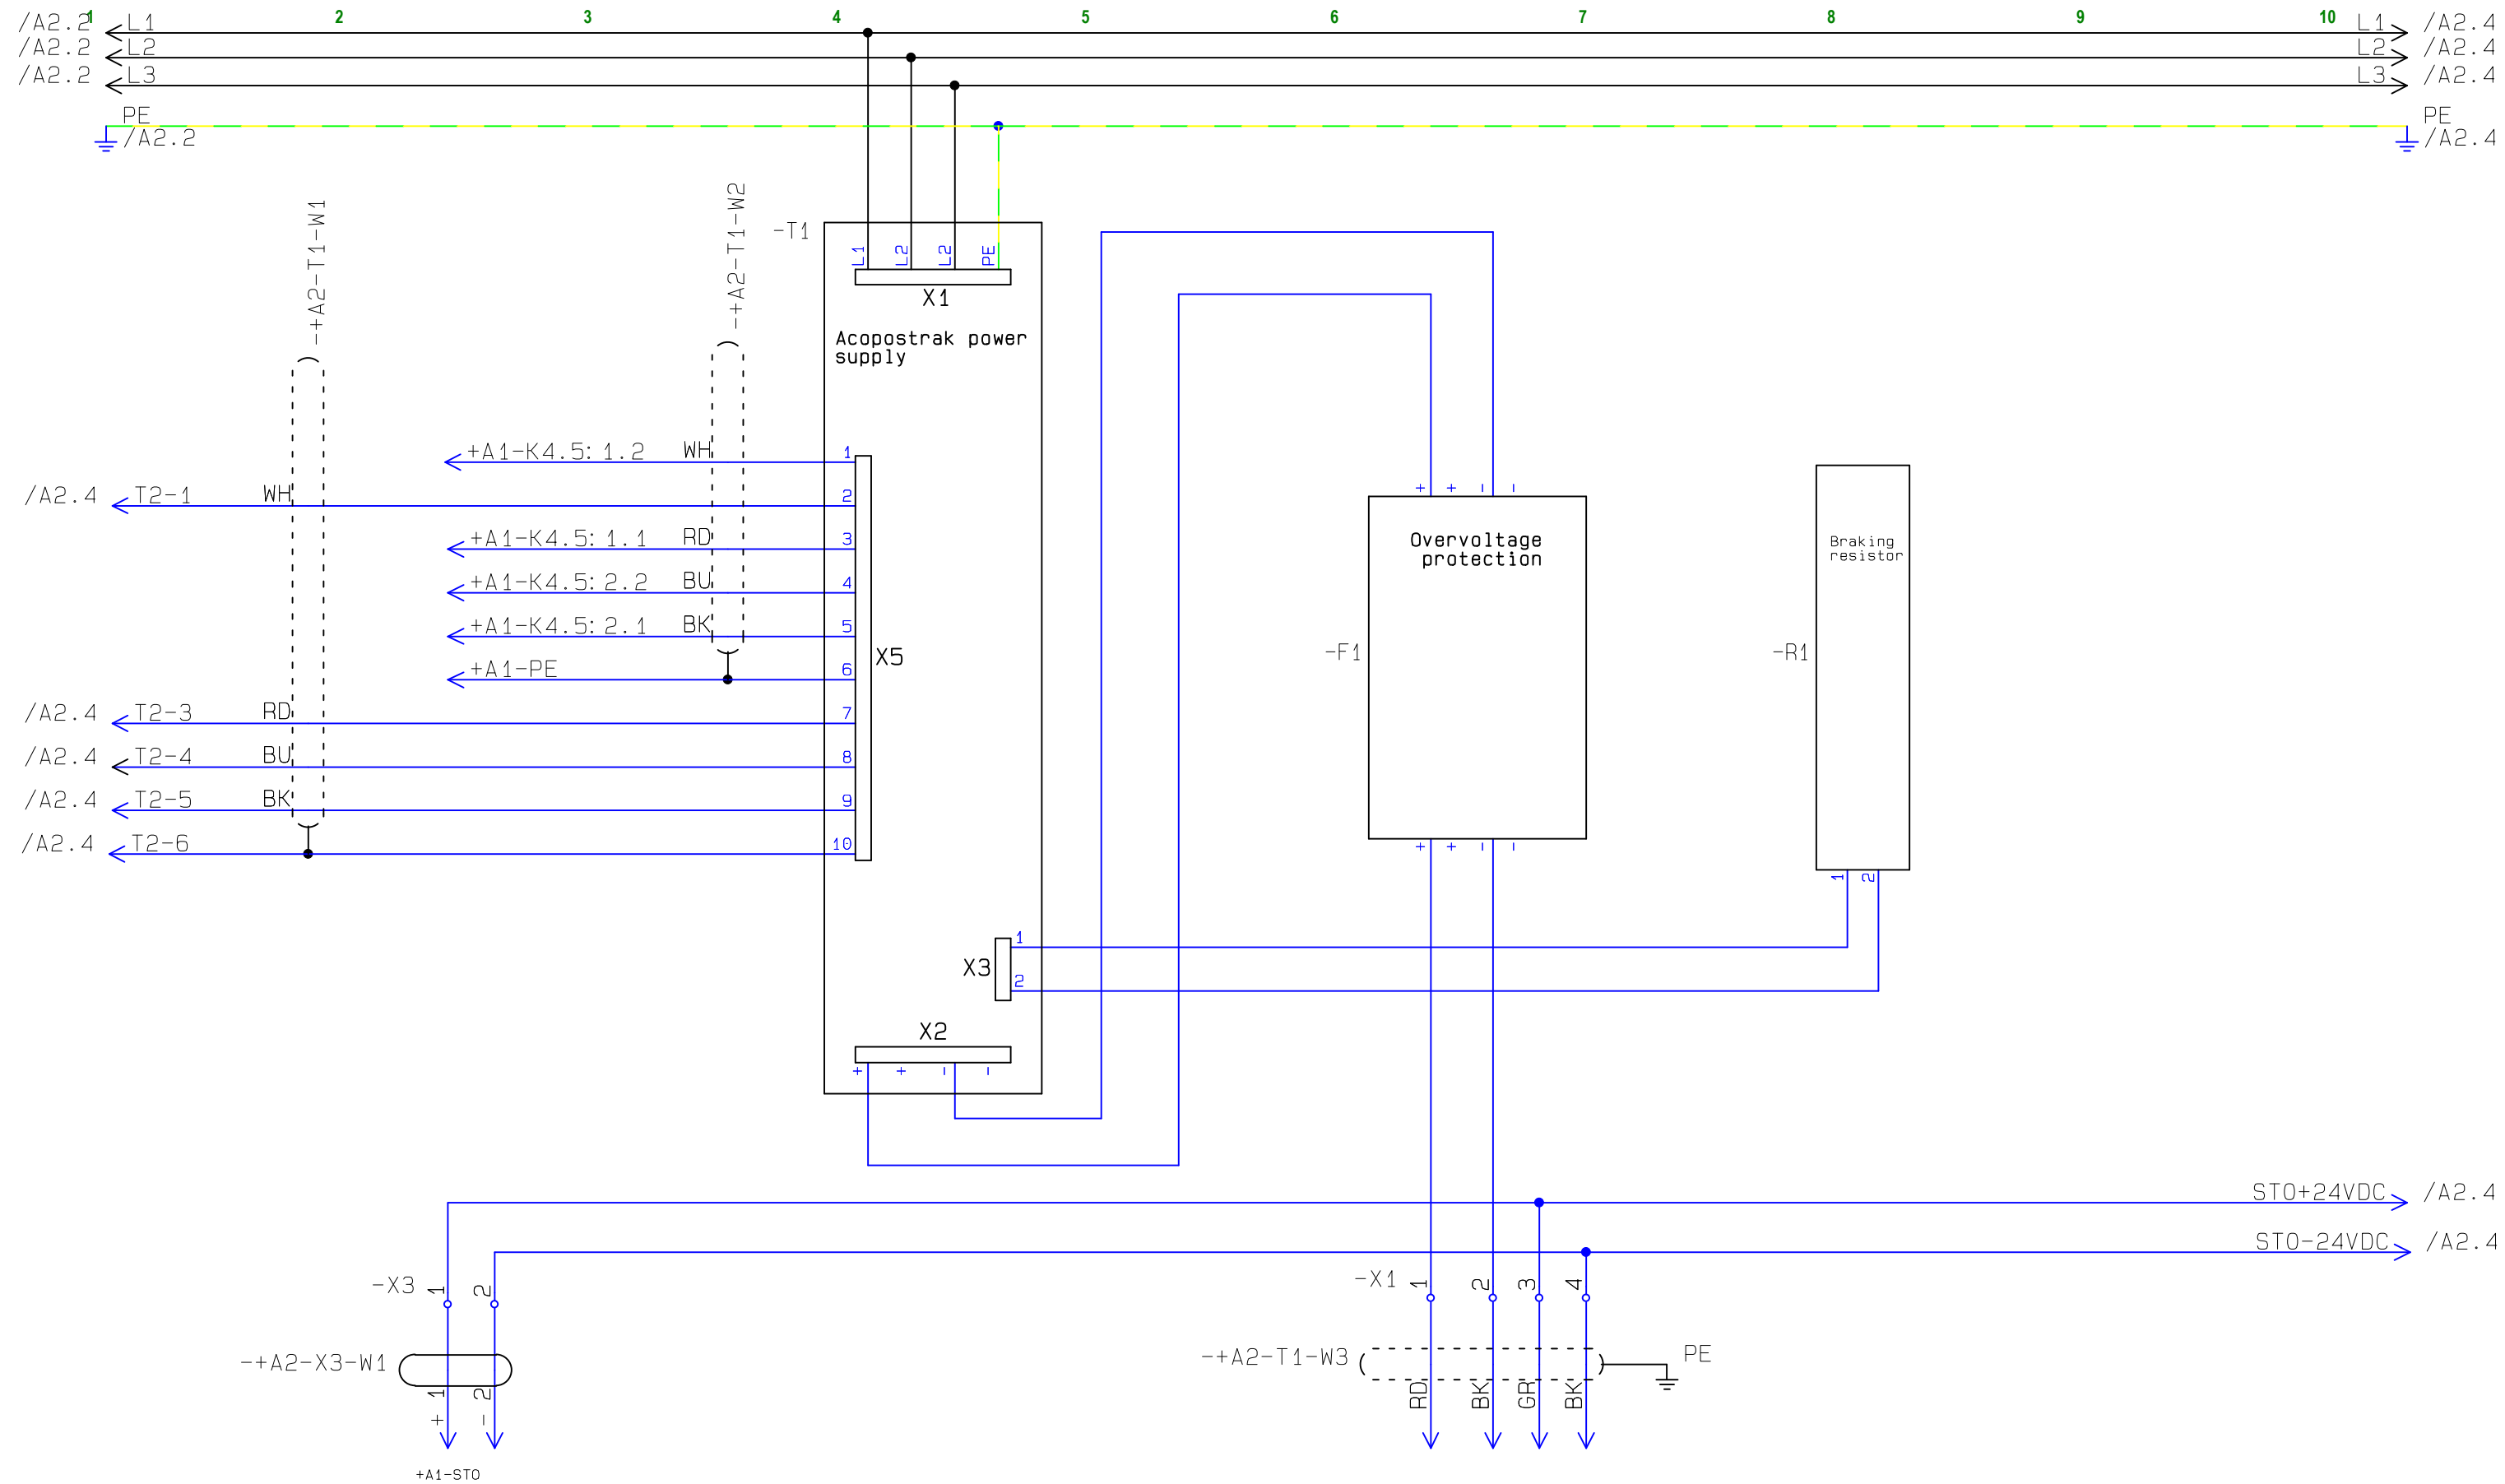 1 2 3 4 5 6 7 8 9 10
/A2.2 L1 L1 /A2.4
/A2.2 L2 L2 /A2.4
/A2.2 L3 L3 /A2.4
PE PE
/A2.2 /A2.4
-+A2-T1-W1
-+A2-T1-W2
-T1
L1 L2 L2 PE
X1
Acopostrak power
supply
+A1-K4.5:1.2 WH 1
/A2.4 T2-1 WH 2
+A1-K4.5:1.1 RD 3
+A1-K4.5:2.2 BU 4
+A1-K4.5:2.1 BK 5
X5
+A1-PE 6
/A2.4 T2-3 RD 7
/A2.4 T2-4 BU 8
/A2.4 T2-5 BK 9
/A2.4 T2-6 10
+ + - -
Overvoltage
protection
-F1
+ + - -
Braking
resistor
-R1
1 2
1
X3
2
X2
+ + - -
STO+24VDC /A2.4
STO-24VDC /A2.4
-X3 1 2
-+A2-X3-W1
+ 1 - 2
+A1-STO
-X1 1 2 3 4
-+A2-T1-W3 PE
RD BK GR BK